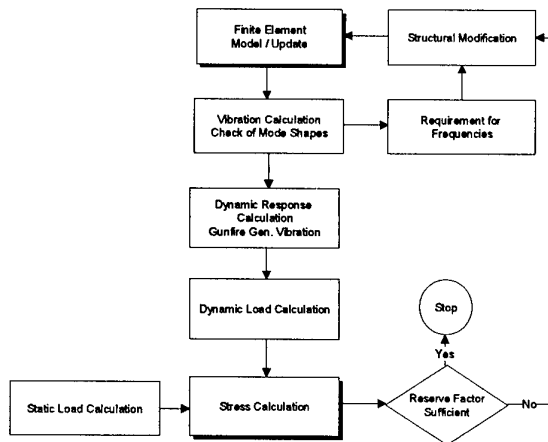 Finite Element
Model / Update
Structural Modification
Vibration Calculation
Check of Mode Shapes
Requirement for
Frequencies
Dynamic Response
Calculation
Gunfire Gen. Vibration
Dynamic Load Calculation
Stop
Yes
Static Load Calculation
Stress Calculation
Reserve Factor
Sufficient
No